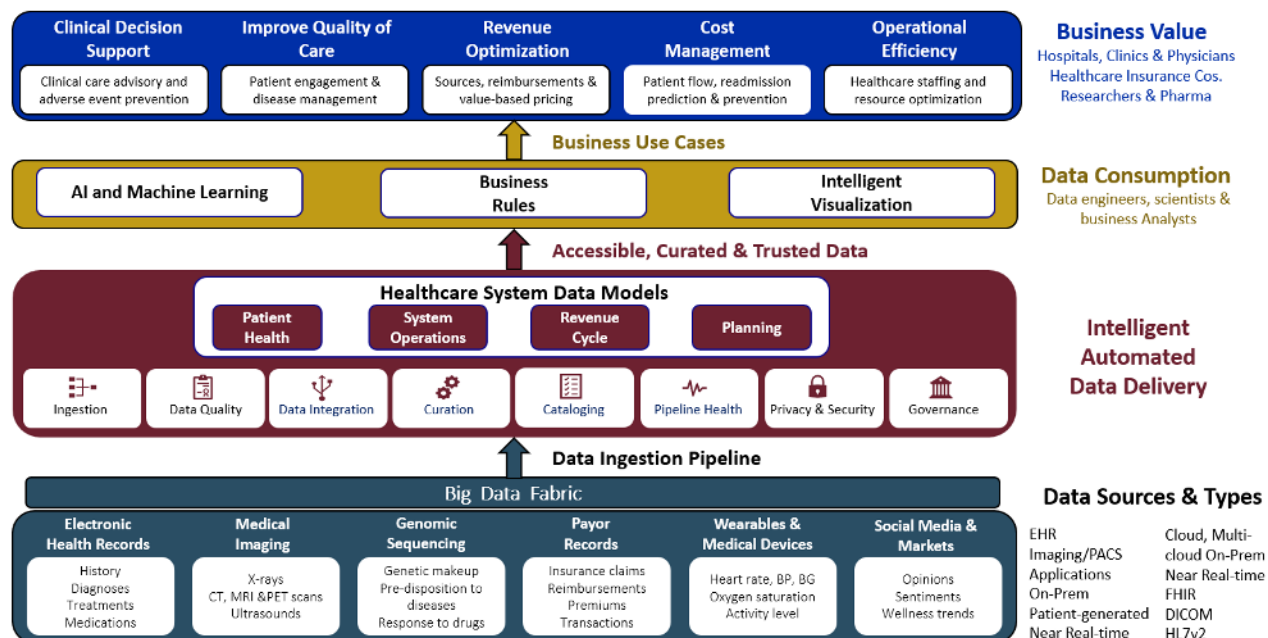 Clinical Decision
Support
Clinical care advisory and
adverse event prevention
Improve Quality of
Care
Patient engagement &
disease management
Revenue
Optimization
Sources, reimbursements &
value-based pricing
Cost
Management
Patient flow, readmission
prediction & prevention
Operational
Efficiency
Healthcare staffing and
resource optimization
Business Value
Hospitals, Clinics & Physicians
Healthcare Insurance Cos.
Researchers & Pharma
Business Use Cases
AI and Machine Learning
Business
Rules
Intelligent
Visualization
Data Consumption
Data engineers, scientists &
business Analysts
Accessible, Curated & Trusted Data
Healthcare System Data Models
Patient
Health
System
Operations
Revenue
Cycle
Planning
Ingestion
Data Quality
Data Integration
Curation
Cataloging
Pipeline Health
Privacy & Security
Governance
Intelligent
Automated
Data Delivery
Data Ingestion Pipeline
Big Data Fabric
Electronic
Health Records
History
Diagnoses
Treatments
Medications
Medical
Imaging
X-rays
CT, MRI &PET scans
Ultrasounds
Genomic
Sequencing
Genetic makeup
Pre-disposition to
diseases
Response to drugs
Payor
Records
Insurance claims
Reimbursements
Premiums
Transactions
Wearables &
Medical Devices
Heart rate, BP, BG
Oxygen saturation
Activity level
Social Media &
Markets
Opinions
Sentiments
Wellness trends
Data Sources & Types
EHR
Imaging/PACS
Applications
On-Prem
Patient-generated
Near Real-time
Cloud, Multi-
cloud On-Prem
Near Real-time
FHIR
DICOM
HL7v2